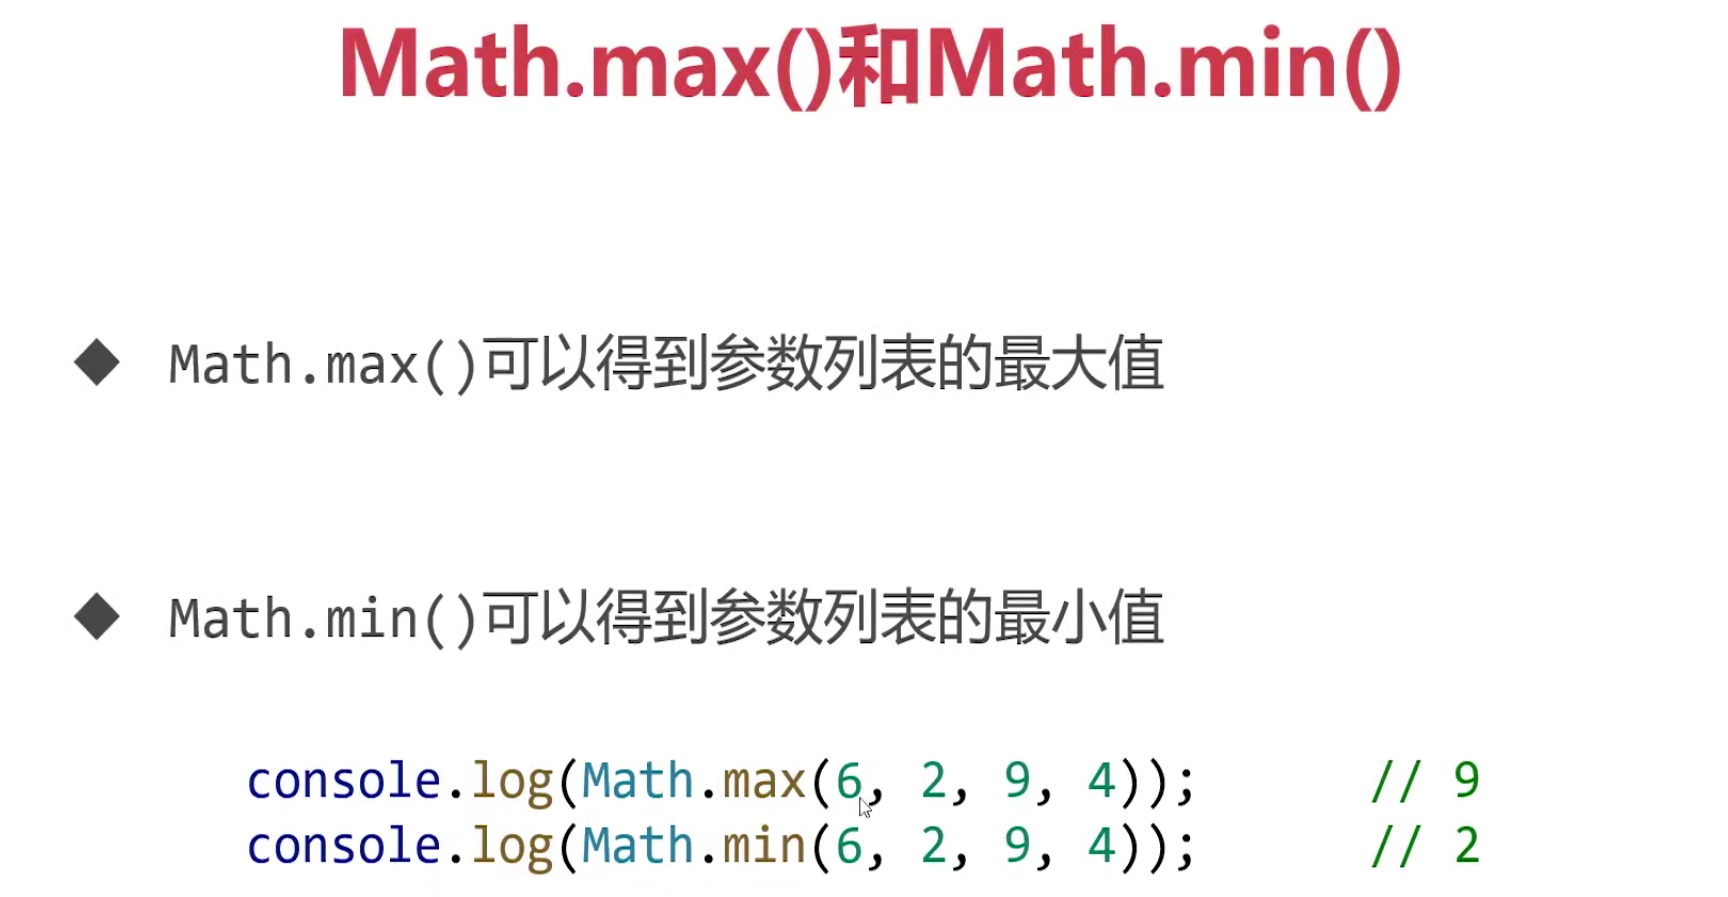 Math.max()和Math.min()
◆ Math.max()可以得到参数列表的最大值
◆ Math.min()可以得到参数列表的最小值
console.log(Math.max(6, 2, 9, 4)); // 9
console.log(Math.min(6, 2, 9, 4)); // 2